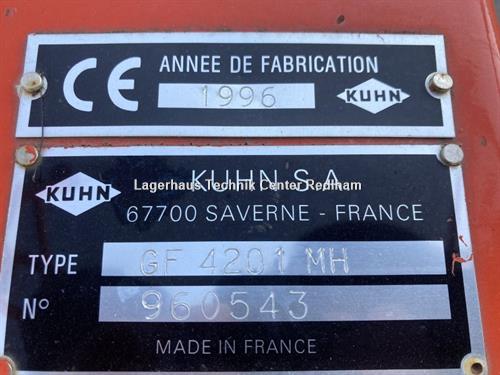 CE ANNEE DE FABRICATION
1996 KUHN
KUHN KUHN S.A.
Lagerhaus Technik Center Redlham
67700 SAVERNE - FRANCE
TYPE GF 4201 MH
N° 960543
MADE IN FRANCE